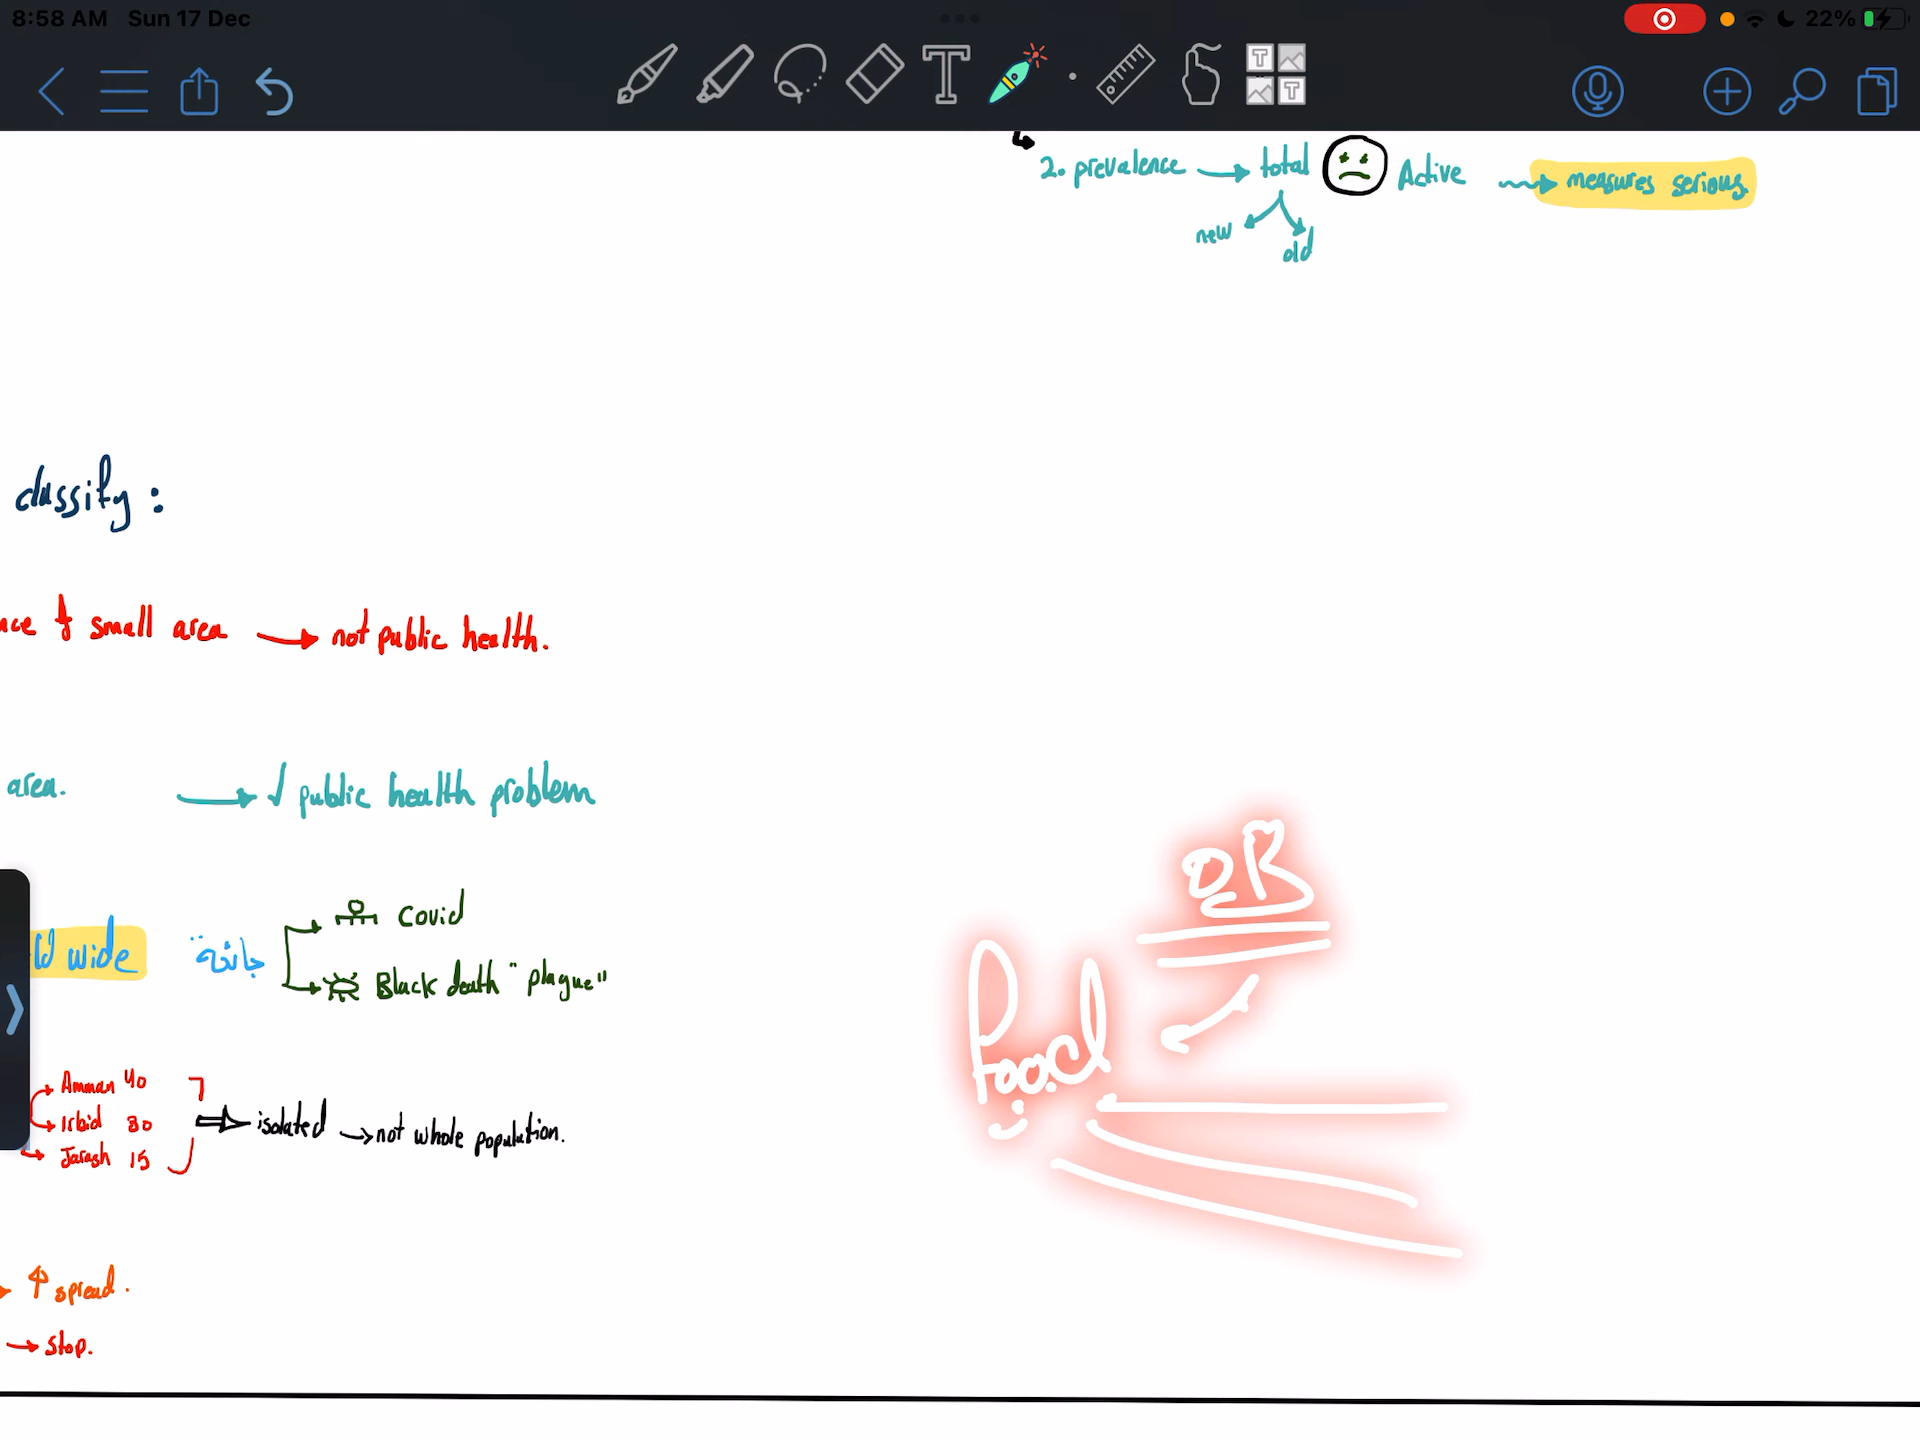 8:58 AM Sun 17 Dec
22%
2. prevalence → total Active → measures serious
new old
classify :
small area → not public health.
area. → √ public health problem
wide جائحة
Covid
Black death "plague"
OB
Food
Amman 40
Irbid 30
Jarash 15
isolated → not whole population.
↑ spread.
→ stop.